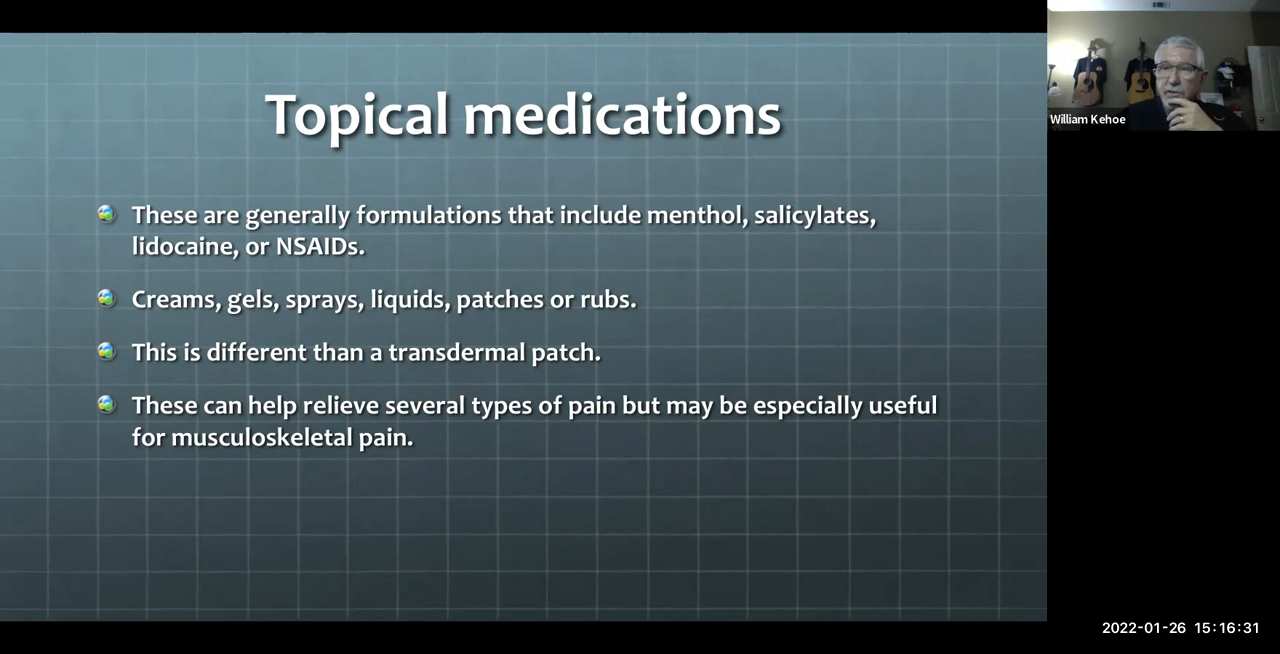 Topical medications
These are generally formulations that include menthol, salicylates,
lidocaine, or NSAIDs.
Creams, gels, sprays, liquids, patches or rubs.
This is different than a transdermal patch.
These can help relieve several types of pain but may be especially useful
for musculoskeletal pain.
William Kehoe
2022-01-26 15:16:31